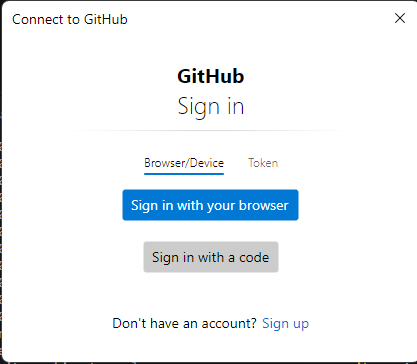 Connect to GitHub
GitHub
Sign in
Browser/Device Token
Sign in with your browser
Sign in with a code
Don't have an account? Sign up